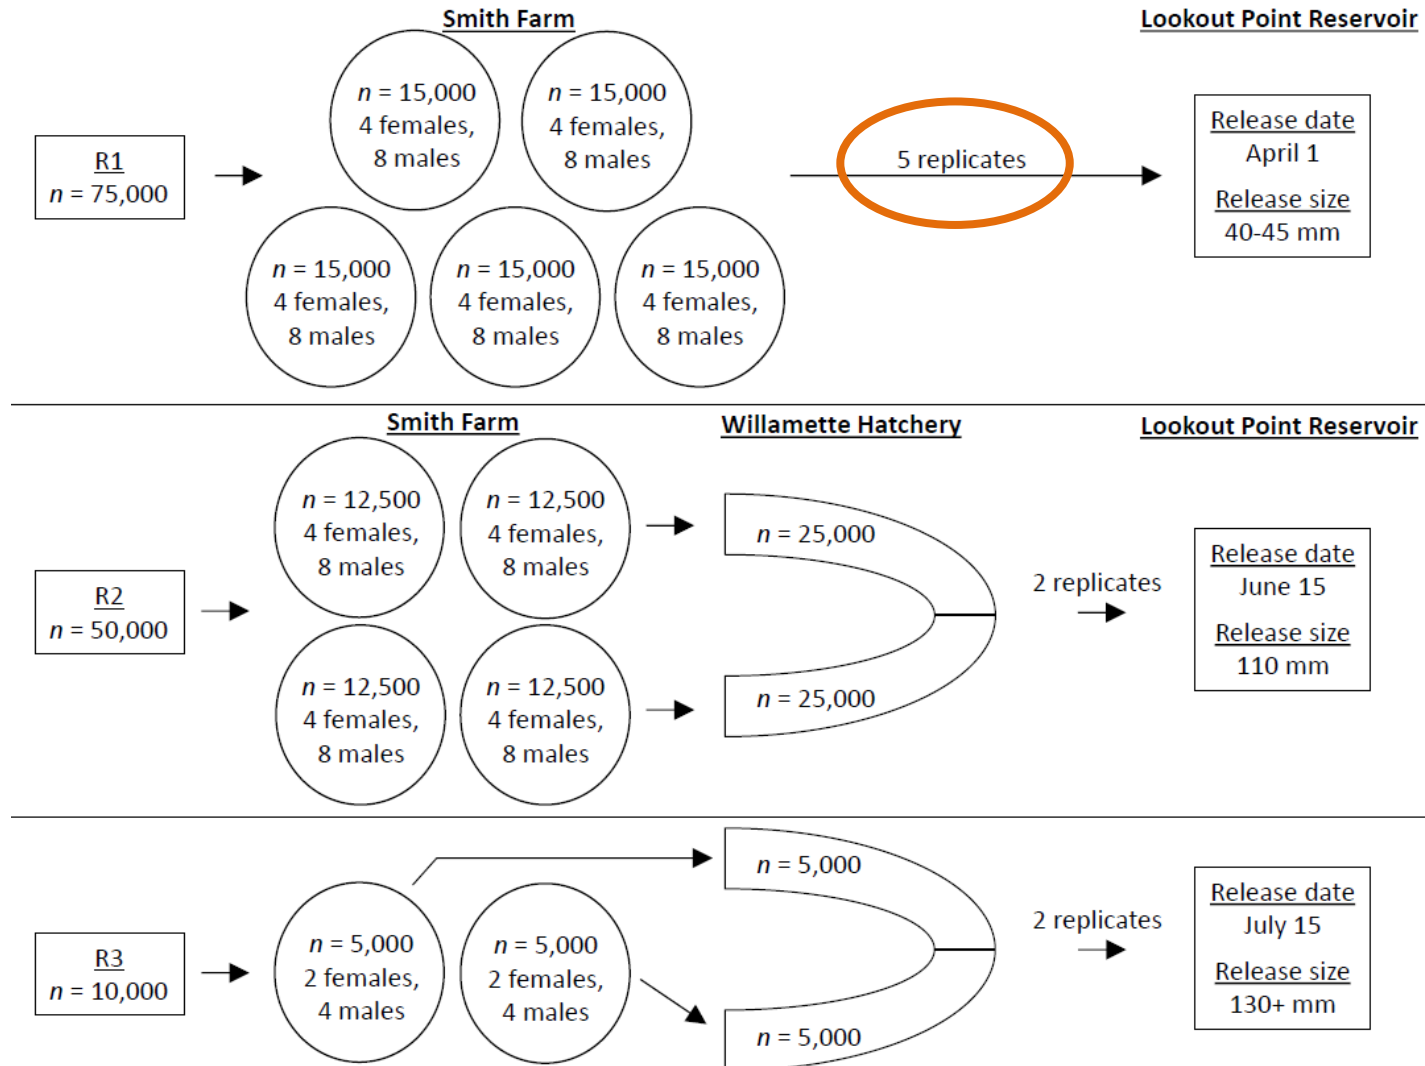 Smith Farm
Lookout Point Reservoir
R1
n = 75,000
n = 15,000
4 females,
8 males
n = 15,000
4 females,
8 males
n = 15,000
4 females,
8 males
n = 15,000
4 females,
8 males
n = 15,000
4 females,
8 males
5 replicates
Release date
April 1
Release size
40-45 mm
Smith Farm
Willamette Hatchery
Lookout Point Reservoir
R2
n = 50,000
n = 12,500
4 females,
8 males
n = 12,500
4 females,
8 males
n = 12,500
4 females,
8 males
n = 12,500
4 females,
8 males
n = 25,000
n = 25,000
2 replicates
Release date
June 15
Release size
110 mm
R3
n = 10,000
n = 5,000
2 females,
4 males
n = 5,000
2 females,
4 males
n = 5,000
n = 5,000
2 replicates
Release date
July 15
Release size
130+ mm